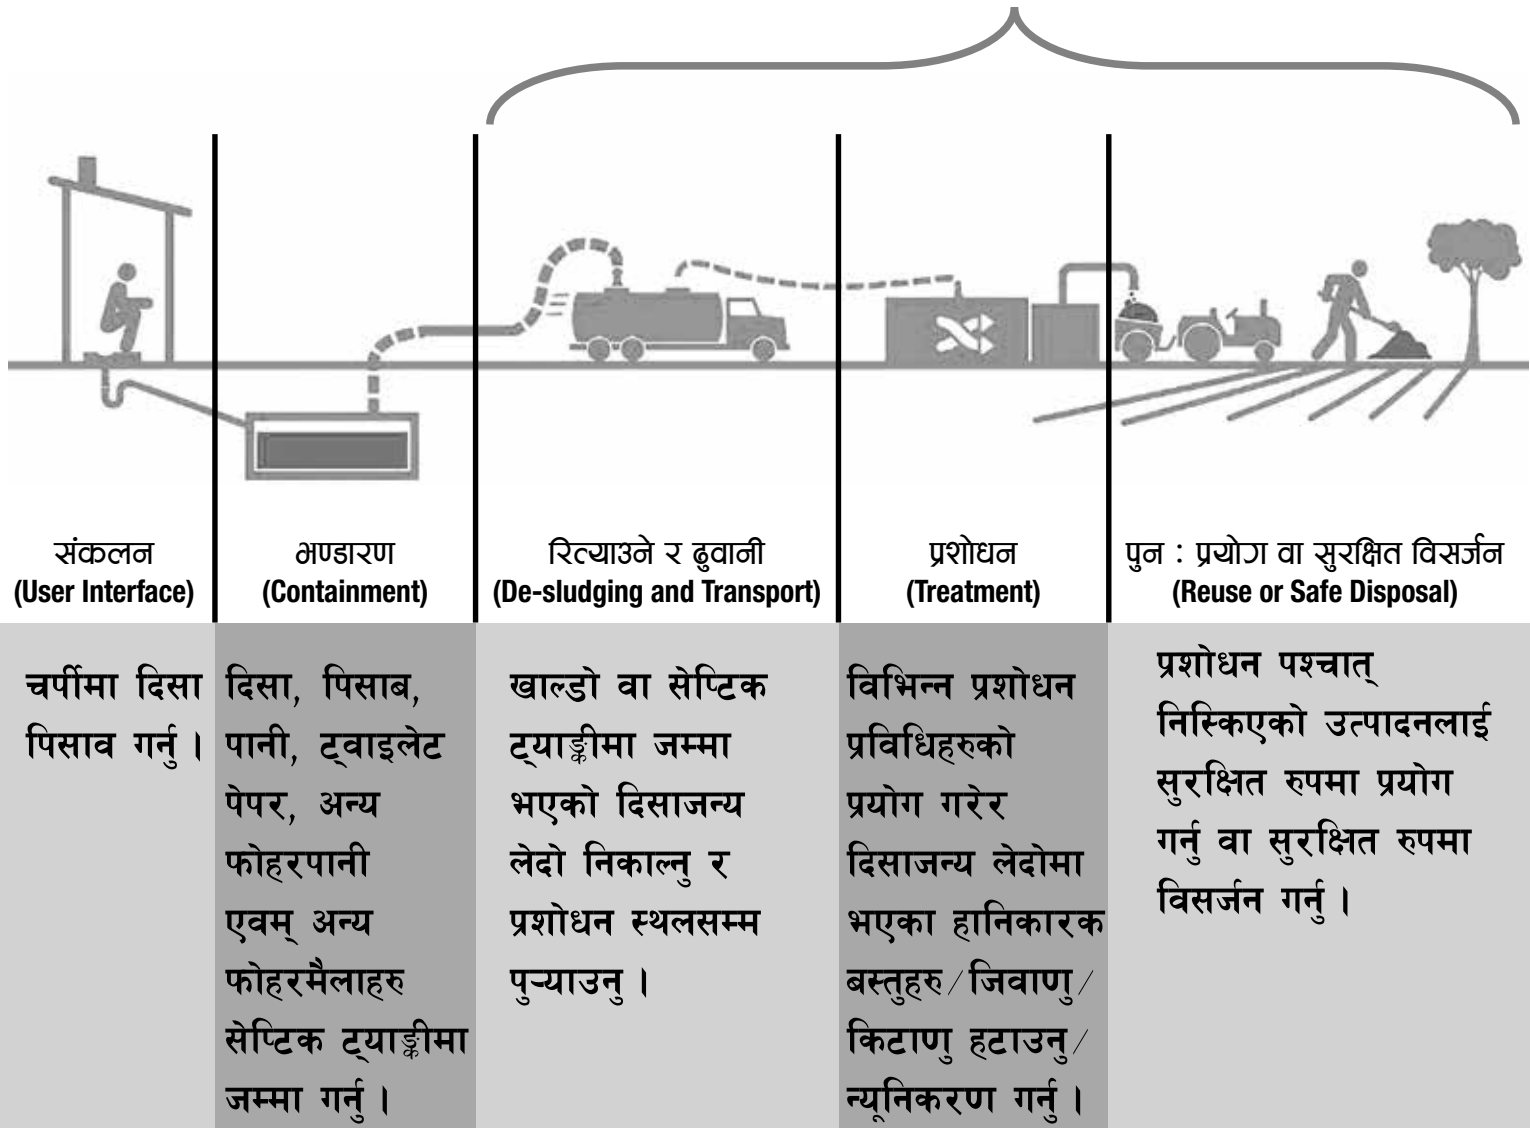 संकलन
(User Interface)
भण्डारण
(Containment)
रित्याउने र ढुवानी
(De-sludging and Transport)
प्रशोधन
(Treatment)
पुन : प्रयोग वा सुरक्षित विसर्जन
(Reuse or Safe Disposal)
चर्पीमा दिसा
पिसाव गर्नु ।
दिसा, पिसाब,
पानी, ट्वाइलेट
पेपर, अन्य
फोहरपानी
एवम् अन्य
फोहरमैलाहरु
सेप्टिक ट्याङ्कीमा
जम्मा गर्नु ।
खाल्डो वा सेप्टिक
ट्याङ्कीमा जम्मा
भएको दिसाजन्य
लेदो निकाल्नु र
प्रशोधन स्थलसम्म
पुऱ्याउनु ।
विभिन्न प्रशोधन
प्रविधिहरुको
प्रयोग गरेर
दिसाजन्य लेदोमा
भएका हानिकारक
बस्तुहरु/जिवाणु/
किटाणु हटाउनु/
न्यूनिकरण गर्नु ।
प्रशोधन पश्चात्
निस्किएको उत्पादनलाई
सुरक्षित रुपमा प्रयोग
गर्नु वा सुरक्षित रुपमा
विसर्जन गर्नु ।